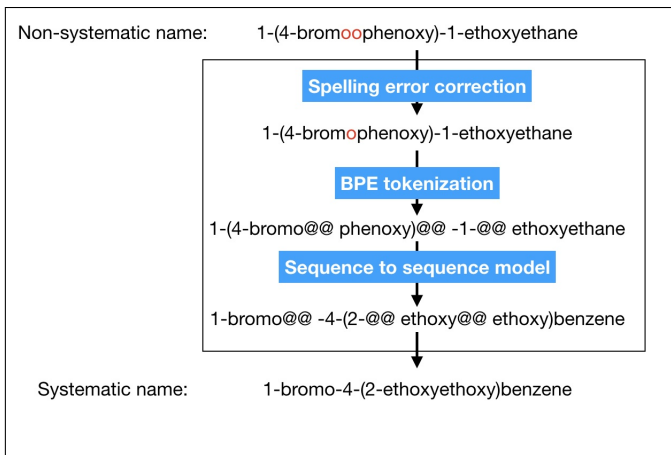 Non-systematic name: 1-(4-bromoophenoxy)-1-ethoxyethane
Spelling error correction
1-(4-bromophenoxy)-1-ethoxyethane
BPE tokenization
1-(4-bromo@@ phenoxy)@@ -1-@@ ethoxyethane
Sequence to sequence model
1-bromo@@ -4-(2-@@ ethoxy@@ ethoxy)benzene
Systematic name: 1-bromo-4-(2-ethoxyethoxy)benzene